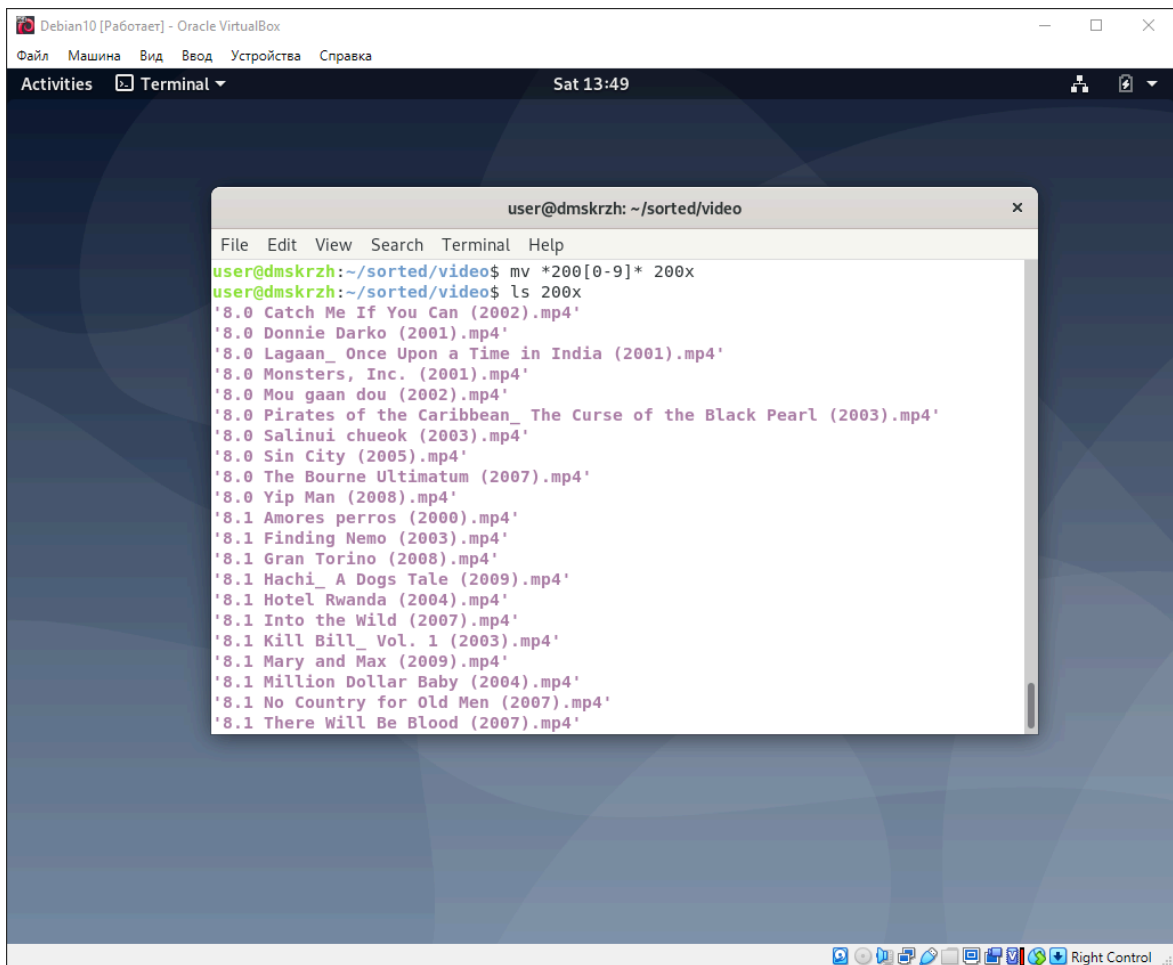 Debian10 [Работает] - Oracle VirtualBox
Файл Машина Вид Ввод Устройства Справка
Activities Terminal Sat 13:49
user@dmskrzh: ~/sorted/video
File Edit View Search Terminal Help
user@dmskrzh:~/sorted/video$ mv *200[0-9]* 200x
user@dmskrzh:~/sorted/video$ ls 200x
'8.0 Catch Me If You Can (2002).mp4'
'8.0 Donnie Darko (2001).mp4'
'8.0 Lagaan_ Once Upon a Time in India (2001).mp4'
'8.0 Monsters, Inc. (2001).mp4'
'8.0 Mou gaan dou (2002).mp4'
'8.0 Pirates of the Caribbean_ The Curse of the Black Pearl (2003).mp4'
'8.0 Salinui chueok (2003).mp4'
'8.0 Sin City (2005).mp4'
'8.0 The Bourne Ultimatum (2007).mp4'
'8.0 Yip Man (2008).mp4'
'8.1 Amores perros (2000).mp4'
'8.1 Finding Nemo (2003).mp4'
'8.1 Gran Torino (2008).mp4'
'8.1 Hachi_ A Dogs Tale (2009).mp4'
'8.1 Hotel Rwanda (2004).mp4'
'8.1 Into the Wild (2007).mp4'
'8.1 Kill Bill_ Vol. 1 (2003).mp4'
'8.1 Mary and Max (2009).mp4'
'8.1 Million Dollar Baby (2004).mp4'
'8.1 No Country for Old Men (2007).mp4'
'8.1 There Will Be Blood (2007).mp4'
Right Control